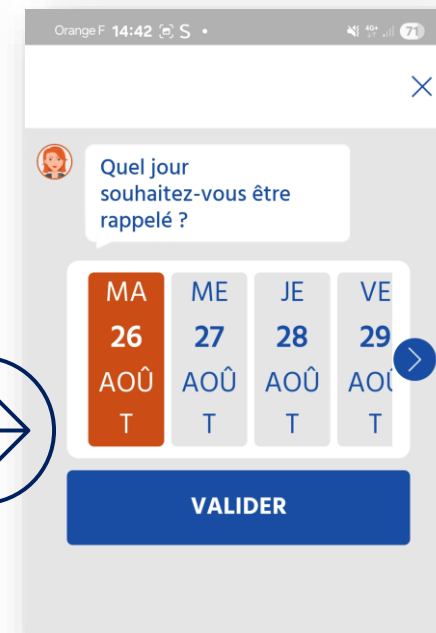 Orange F 14:42 S • 4G+ 71
Quel jour
souhaitez-vous être
rappelé ?
MA ME JE VE
26 27 28 29
AOÛ AOÛ AOÛ AOÛ
T T T T
VALIDER